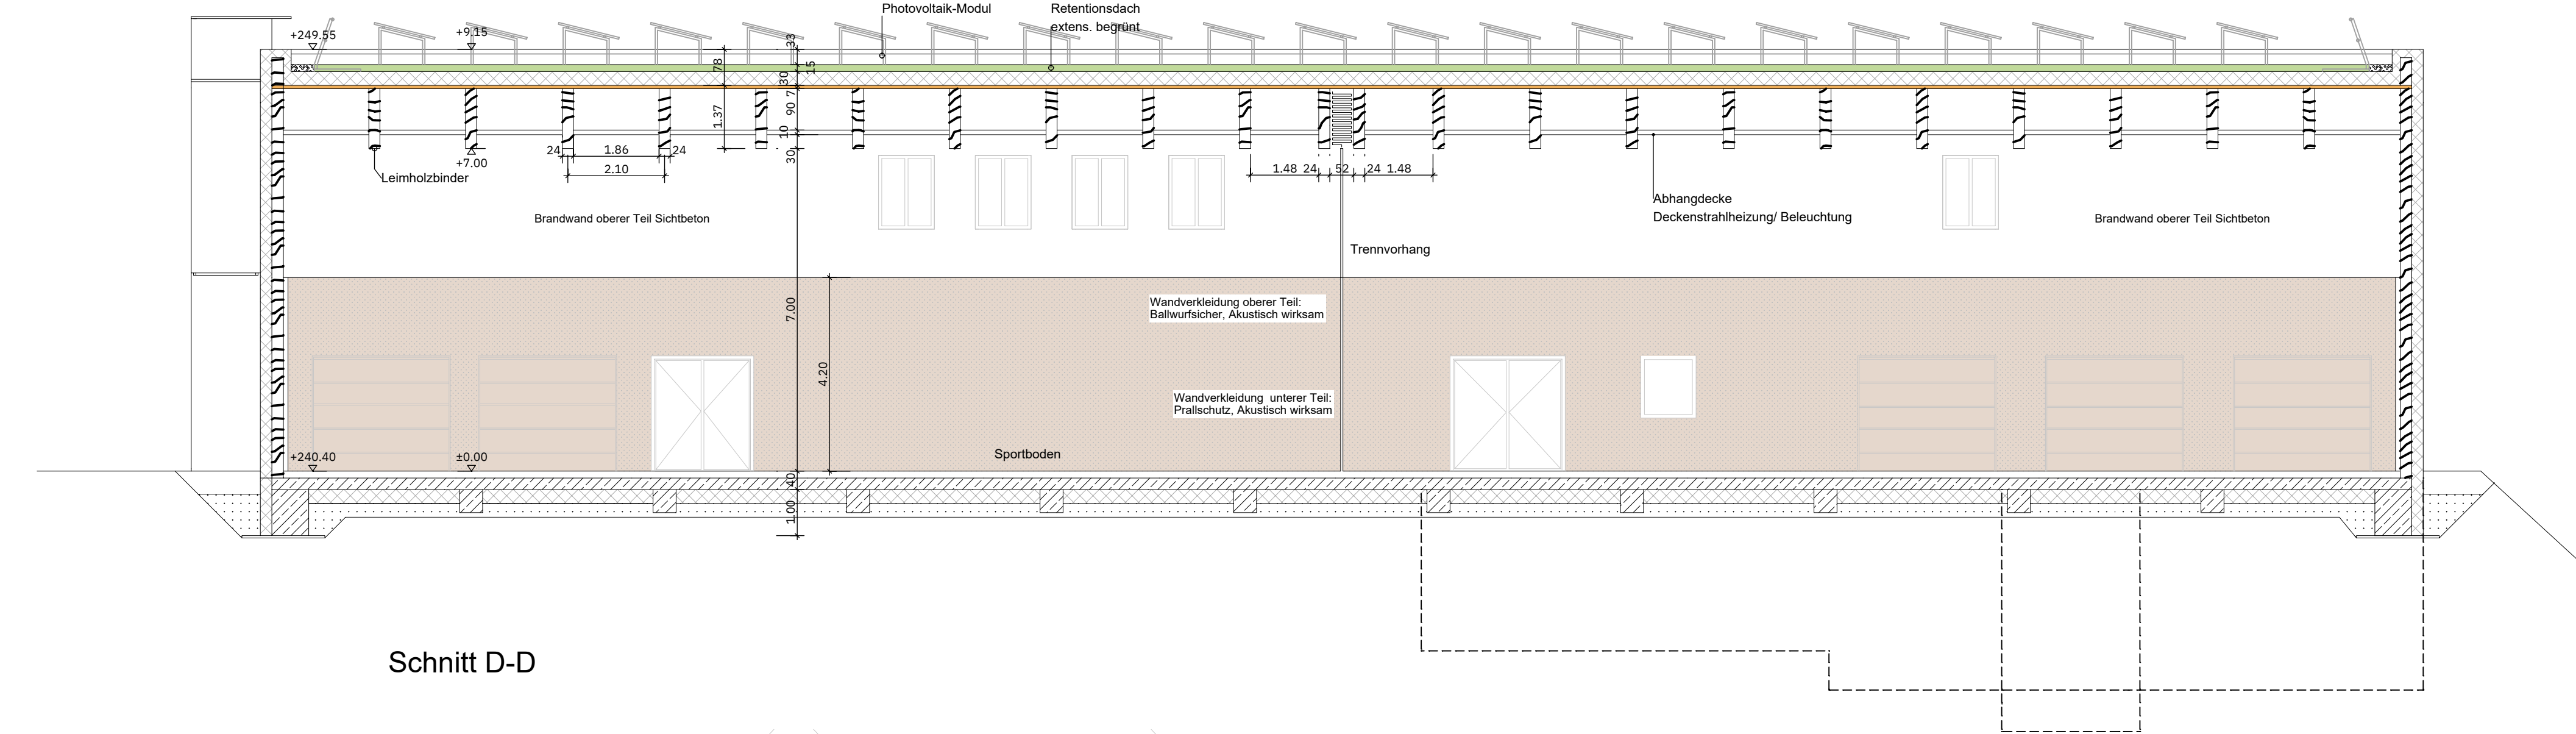 Photovoltaik-Modul
Retentionsdach
extens. begrünt
+249.55
+9.15
33
78
15
30
7
1.37
90
10
30
24
1.86
24
2.10
+7.00
Leimholzbinder
1.48
24
52
24
1.48
Brandwand oberer Teil Sichtbeton
Abhangdecke
Deckenstrahlheizung/ Beleuchtung
Brandwand oberer Teil Sichtbeton
Trennvorhang
7.00
4.20
Wandverkleidung oberer Teil:
Ballwurfsicher, Akustisch wirksam
Wandverkleidung  unterer Teil:
Prallschutz, Akustisch wirksam
Sportboden
+240.40
±0.00
40
1.00
Schnitt D-D